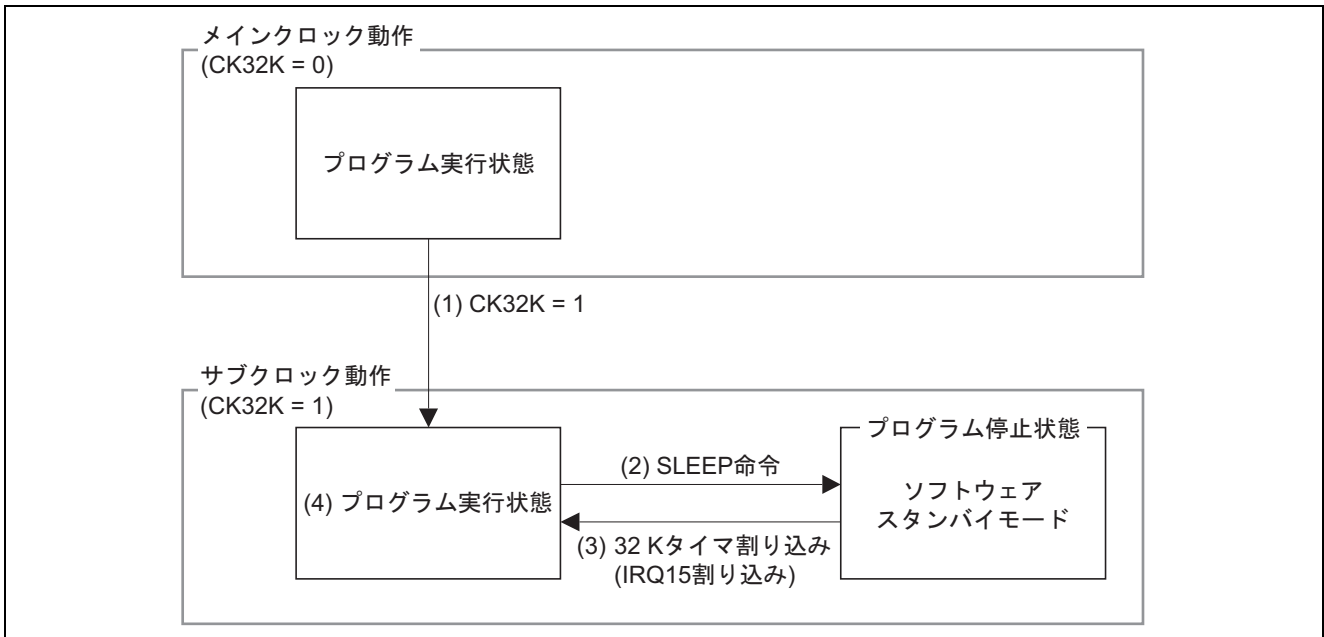 メインクロック動作
(CK32K = 0)
プログラム実行状態
(1) CK32K = 1
サブクロック動作
(CK32K = 1)
(4) プログラム実行状態
(2) SLEEP命令
(3) 32 Kタイマ割り込み
(IRQ15割り込み)
プログラム停止状態
ソフトウェア
スタンバイモード